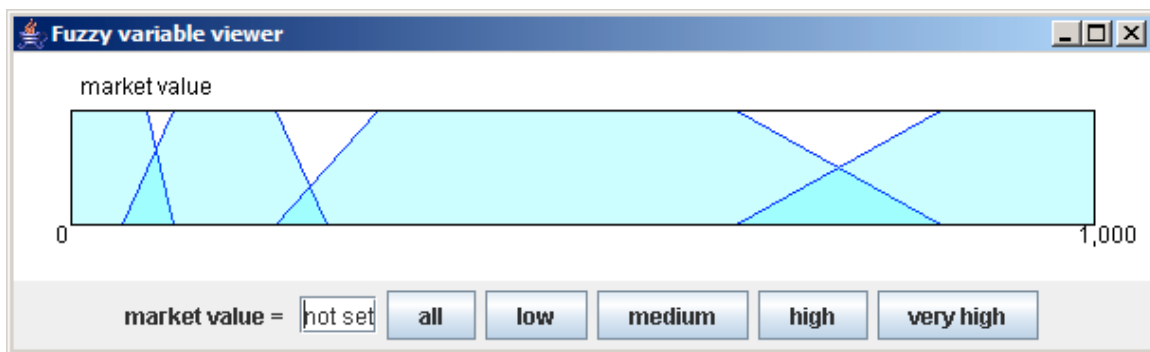 Fuzzy variable viewer
market value
0 1,000
market value = not set all low medium high very high